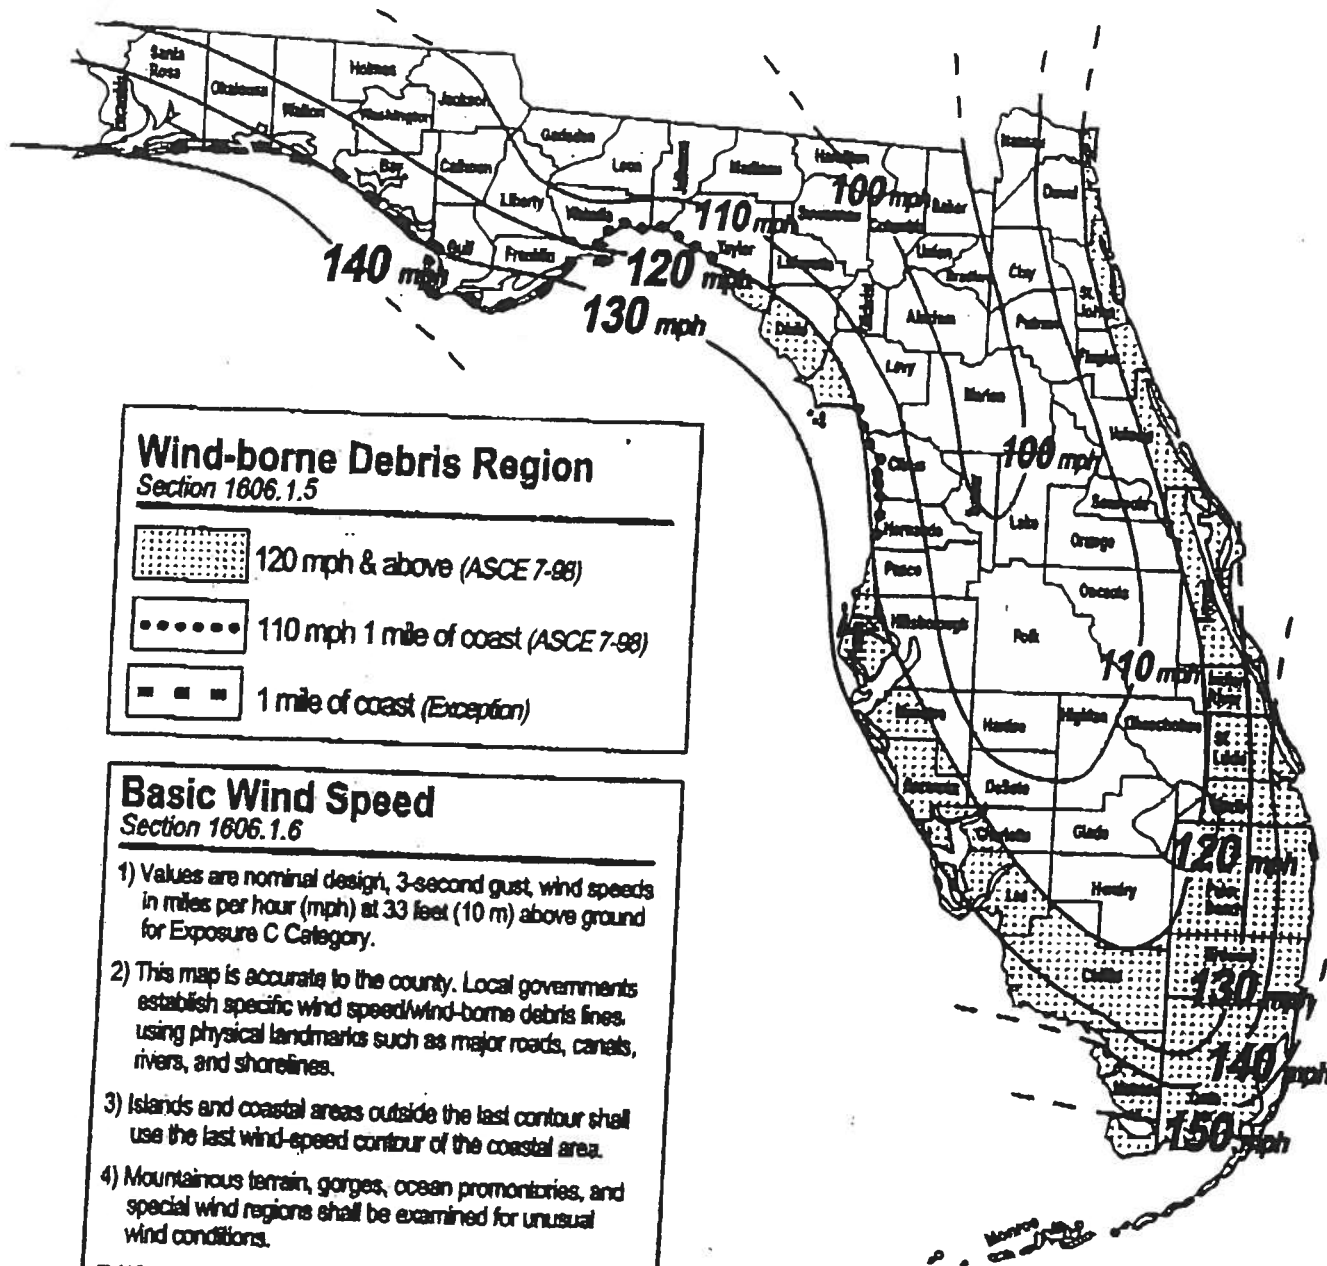 Santa
Rosa
Escambia
Okaloosa
Walton
Holmes
Washington
Jackson
Bay
Calhoun
Gulf
Liberty
Gadsden
Franklin
Leon
Wakulla
Madison
Taylor
Hamilton
Suwannee
Lafayette
Columbia
Baker
Nassau
Duval
Union
Clay
St.
Johns
Dixie
Alachua
Putnam
Flagler
Levy
Marion
Volusia
Citrus
Hernando
Pasco
Lake
Seminole
Orange
Osceola
Hillsborough
Polk
Indian
River
Manatee
Hardee
Highlan
Okeechobee
St.
Lucie
Sarasota
DeSoto
Charlotte
Glade
Lee
Hendry
Palm
Beach
Collier
Monroe
140 mph
120 mph
130 mph
110 mph
100 mph
100 mph
110 mph
120 mph
130 mph
140 mph
150 mph
Wind-borne Debris Region
Section 1606.1.5
120 mph & above (ASCE 7-98)
110 mph 1 mile of coast (ASCE 7-98)
1 mile of coast (Exception)
Basic Wind Speed
Section 1606.1.6
1) Values are nominal design, 3-second gust, wind speeds
in miles per hour (mph) at 33 feet (10 m) above ground
for Exposure C Category.
2) This map is accurate to the county. Local governments
establish specific wind speed/wind-borne debris lines.
using physical landmarks such as major roads, canals,
rivers, and shorelines.
3) Islands and coastal areas outside the last contour shall
use the last wind-speed contour of the coastal area.
4) Mountainous terrain, gorges, ocean promontories, and
special wind regions shall be examined for unusual
wind conditions.